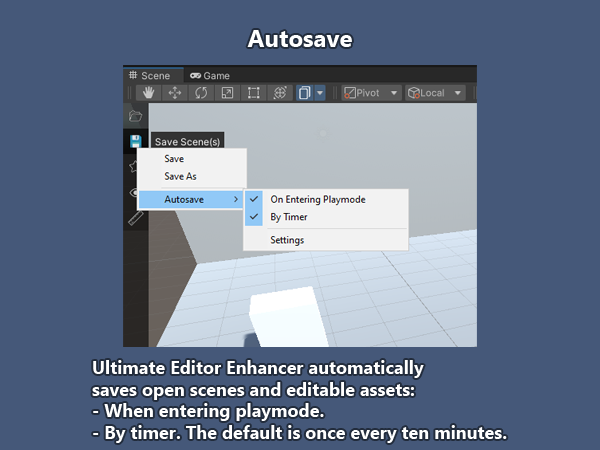 Autosave
Scene
Game
Pivot
Local
Save Scene(s)
Save
Save As
Autosave
On Entering Playmode
By Timer
Settings
Ultimate Editor Enhancer automatically
saves open scenes and editable assets:
- When entering playmode.
- By timer. The default is once every ten minutes.